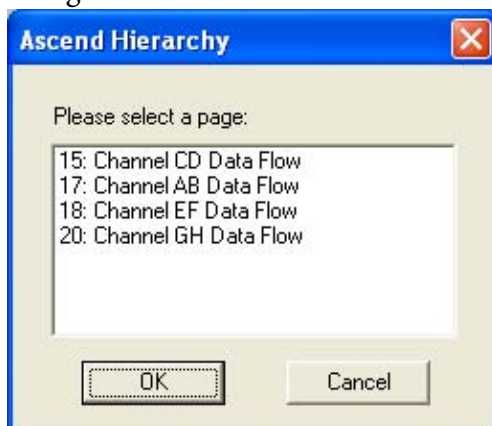 Ascend Hierarchy
Please select a page:
15: Channel CD Data Flow
17: Channel AB Data Flow
18: Channel EF Data Flow
20: Channel GH Data Flow
OK
Cancel